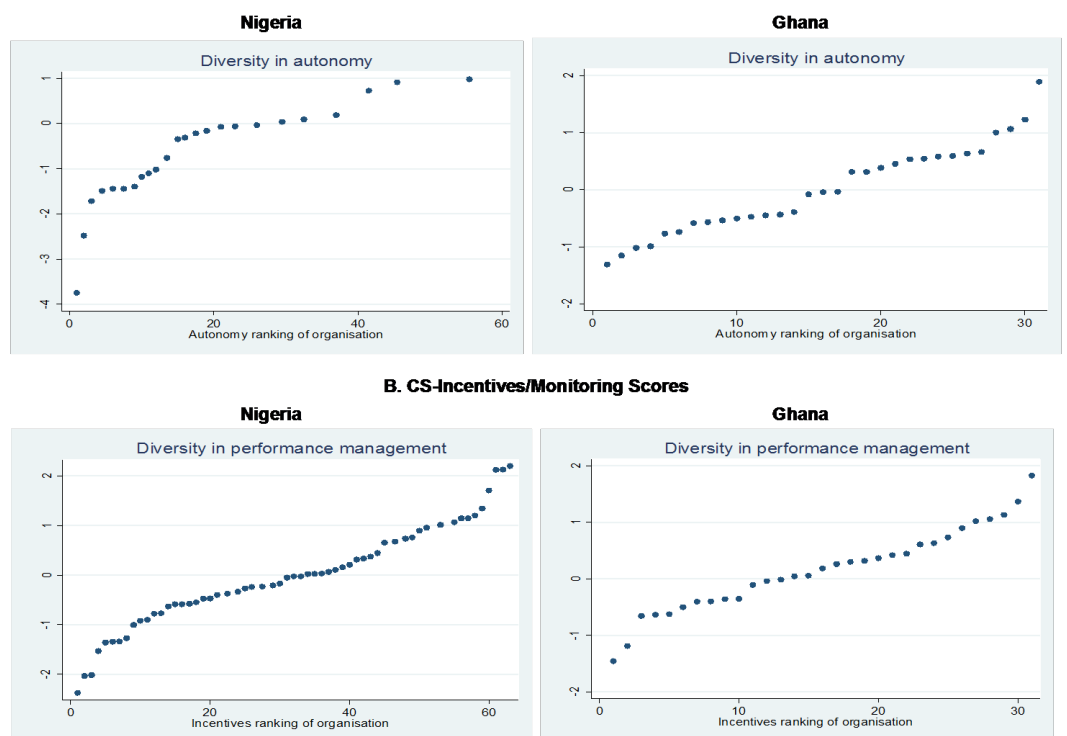 Nigeria
Ghana
Diversity in autonomy
Diversity in autonomy
1
0
-1
-2
-3
-4
0 20 40 60
Autonomy ranking of organisation
2
1
0
-1
-2
0 10 20 30
Autonomy ranking of organisation
B. CS-Incentives/Monitoring Scores
Nigeria
Ghana
Diversity in performance management
Diversity in performance management
2
1
0
-1
-2
0 20 40 60
Incentives ranking of organisation
2
1
0
-1
-2
0 10 20 30
Incentives ranking of organisation